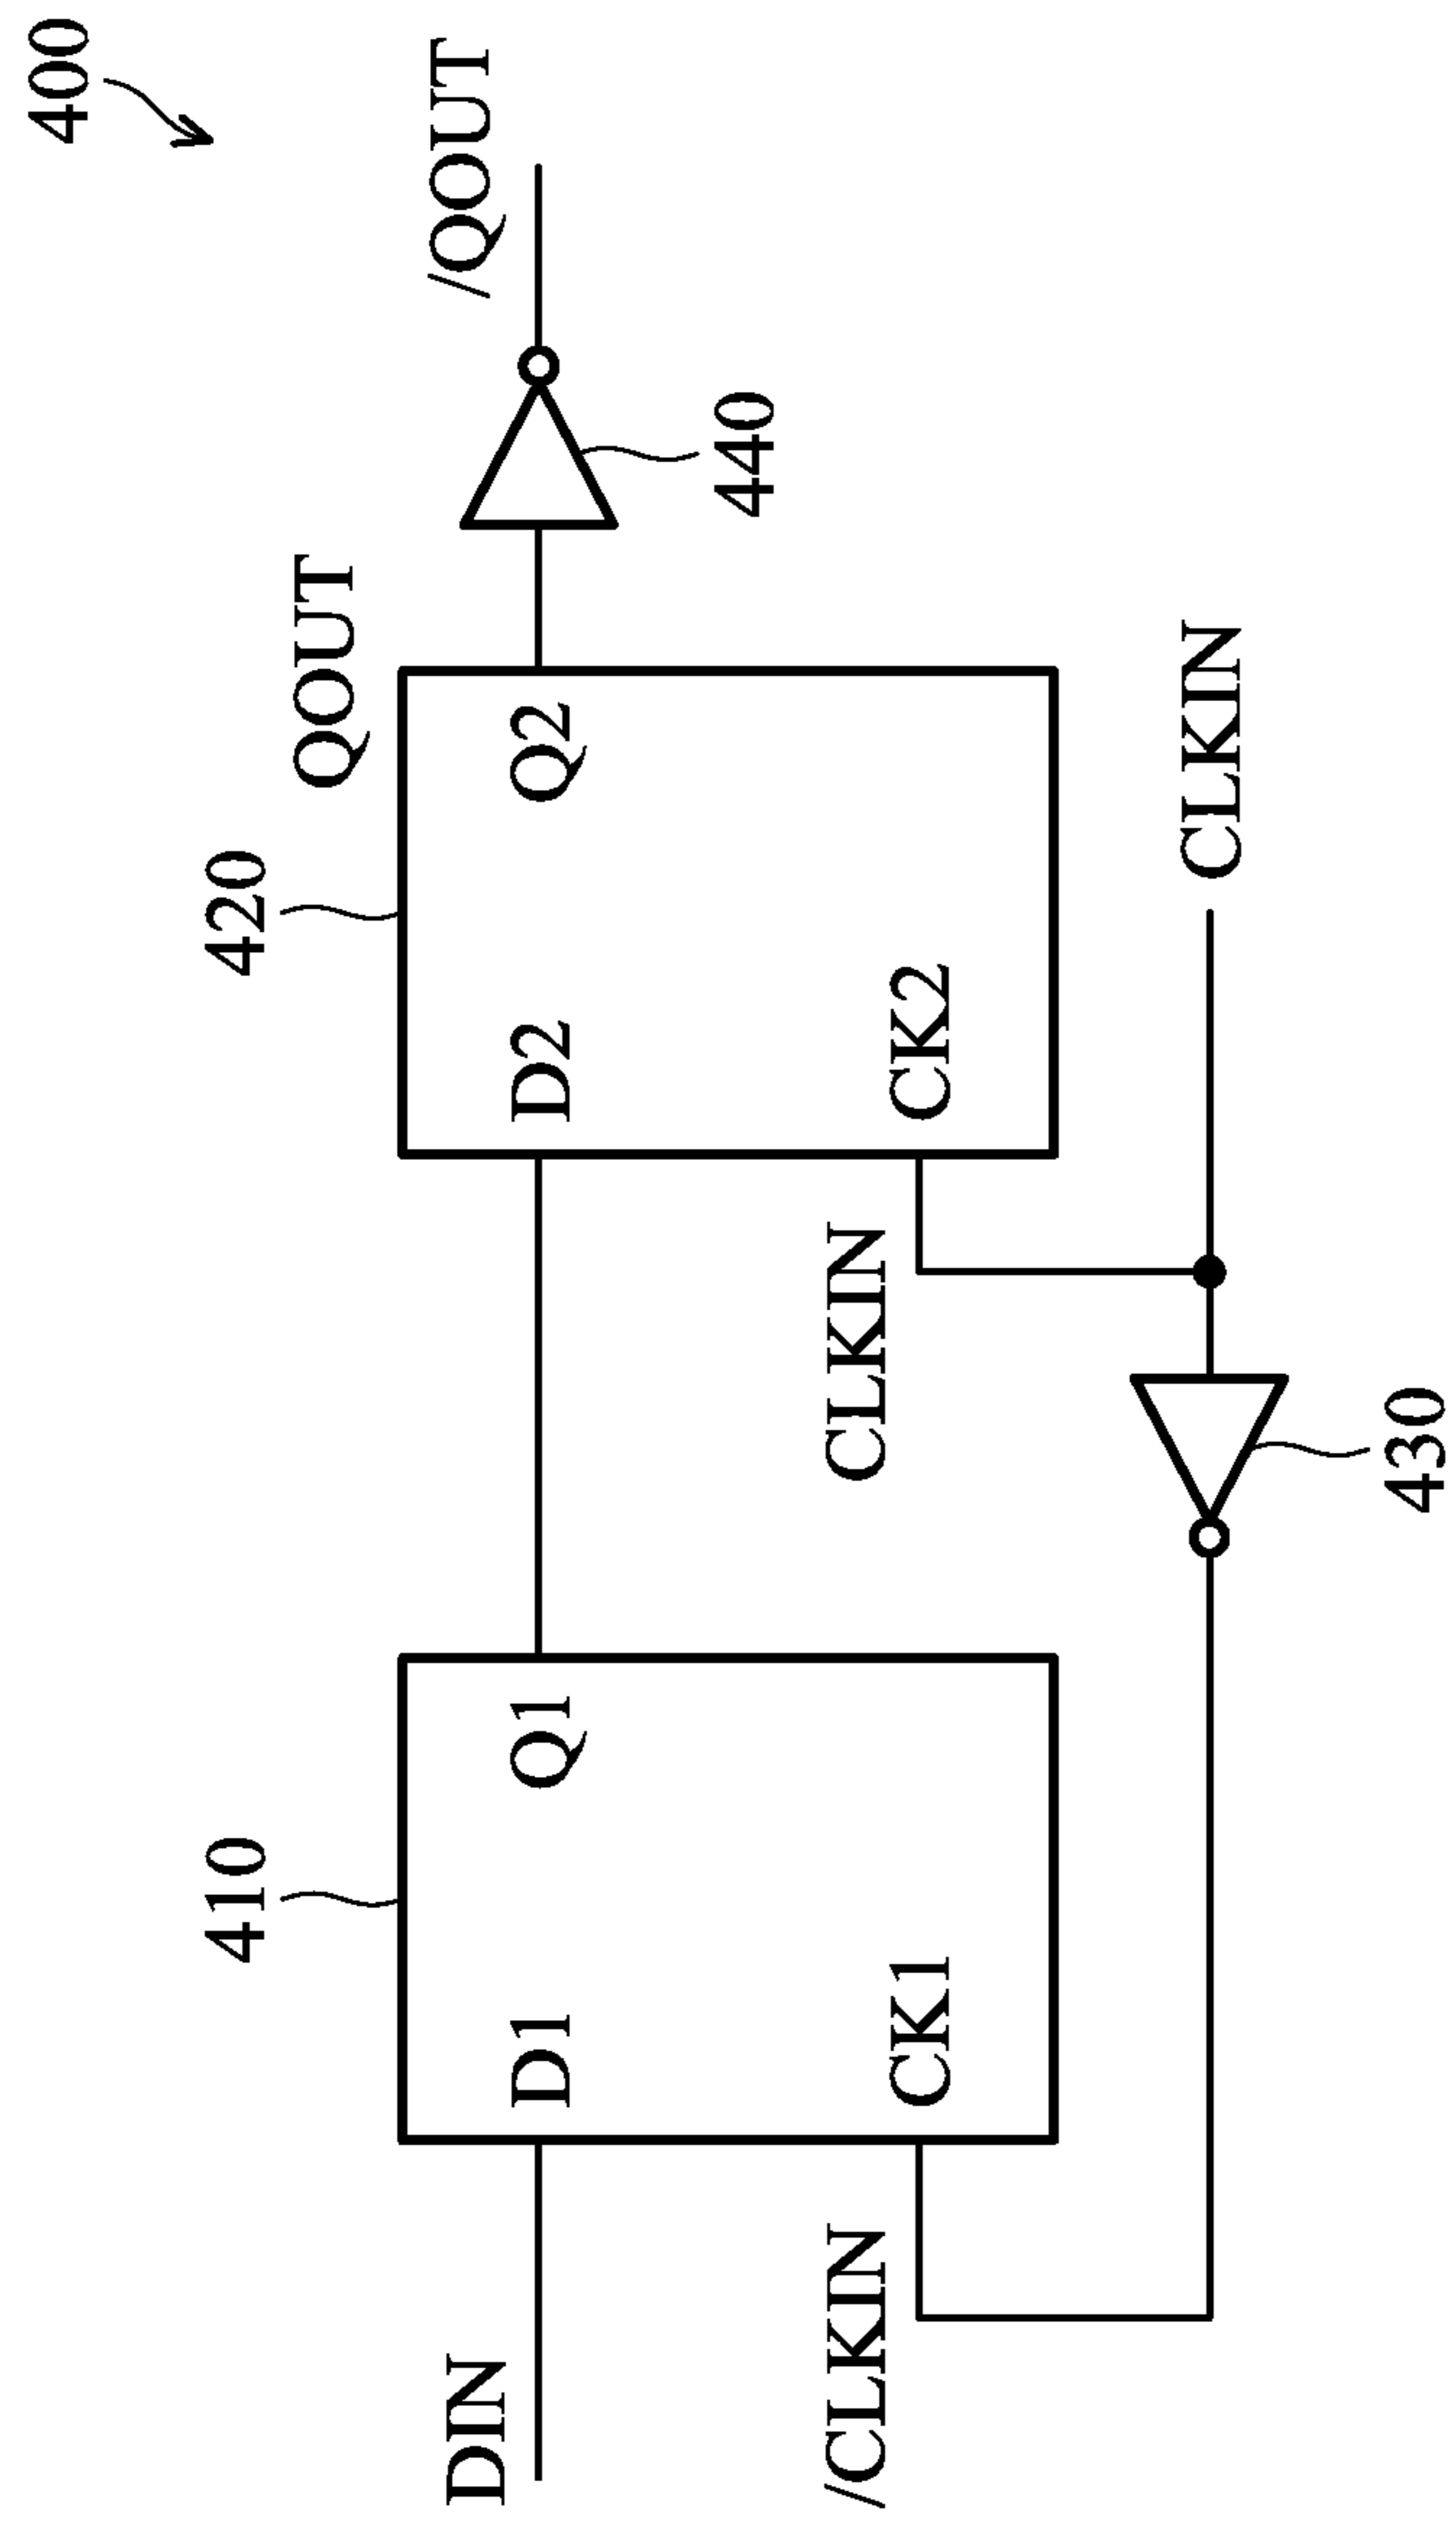 400
410
420
QOUT
DIN
D1
Q1
D2
Q2
/QOUT
440
/CLKIN
CK1
CLKIN
CK2
CLKIN
430